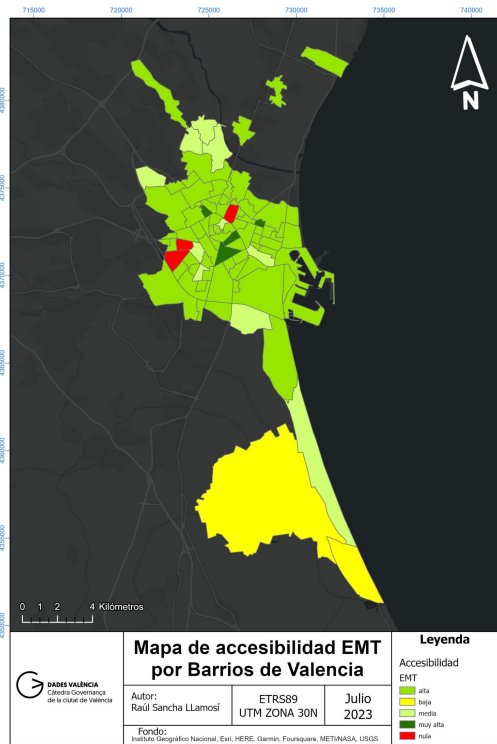 715000 720000 725000 730000 735000 740000
4380000
4375000
4370000
4365000
4360000
4355000
4350000
N
0 1 2 4 Kilómetros
DADES VALÈNCIA
Càtedra Governança
de la ciutat de València
Mapa de accesibilidad EMT
por Barrios de Valencia
Autor:
Raúl Sancha LLamosí
ETRS89
UTM ZONA 30N
Julio
2023
Fondo:
Instituto Geográfico Nacional, Esri, HERE, Garmin, Foursquare, METI/NASA, USGS
Leyenda
Accesibilidad
EMT
alta
baja
media
muy alta
nula